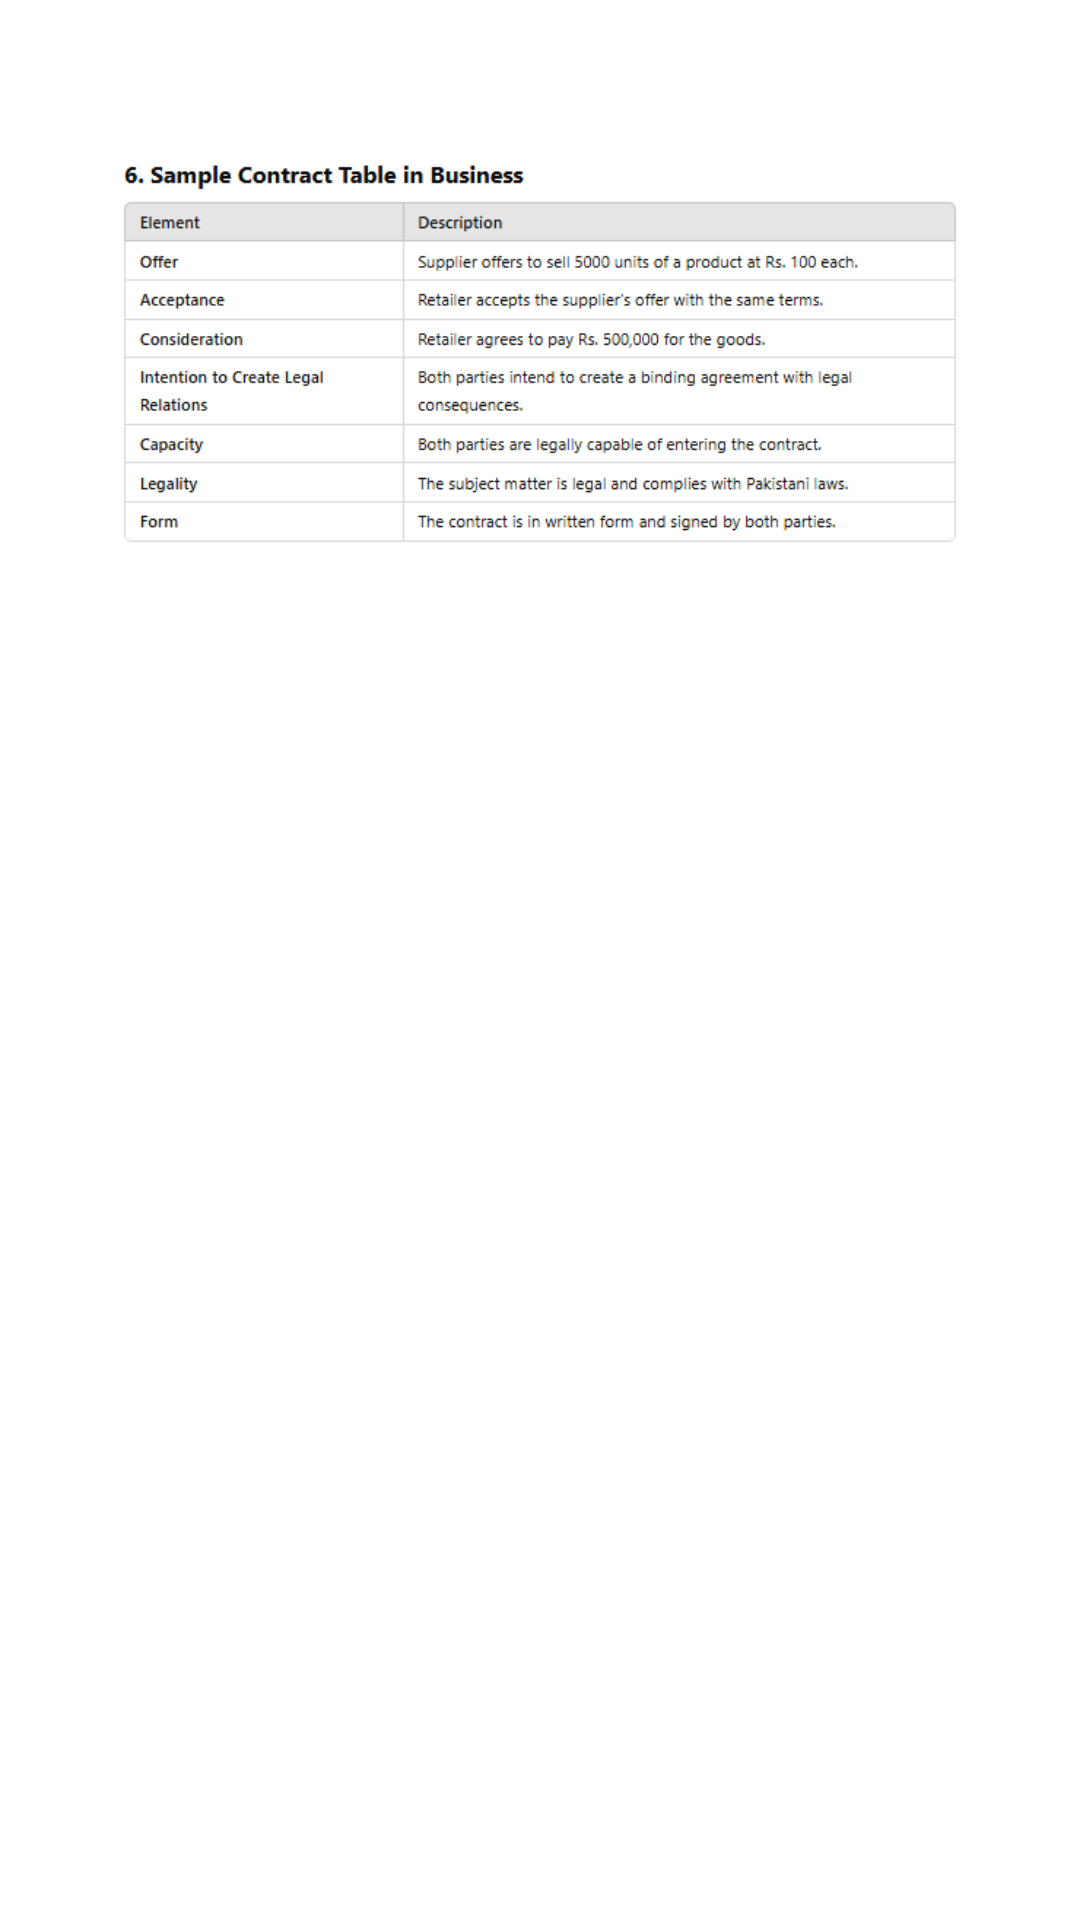 6. Sample Contract Table in Business
Element Description
Offer Supplier offers to sell 5000 units of a product at Rs. 100 each.
Acceptance Retailer accepts the supplier's offer with the same terms.
Consideration Retailer agrees to pay Rs. 500,000 for the goods.
Intention to Create Legal Both parties intend to create a binding agreement with legal
Relations consequences.
Capacity Both parties are legally capable of entering the contract.
Legality The subject matter is legal and complies with Pakistani laws.
Form The contract is in written form and signed by both parties.